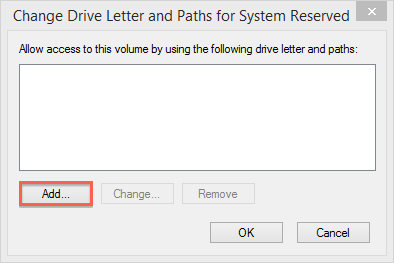 Change Drive Letter and Paths for System Reserved
Allow access to this volume by using the following drive letter and paths:
Add... Change... Remove
OK Cancel